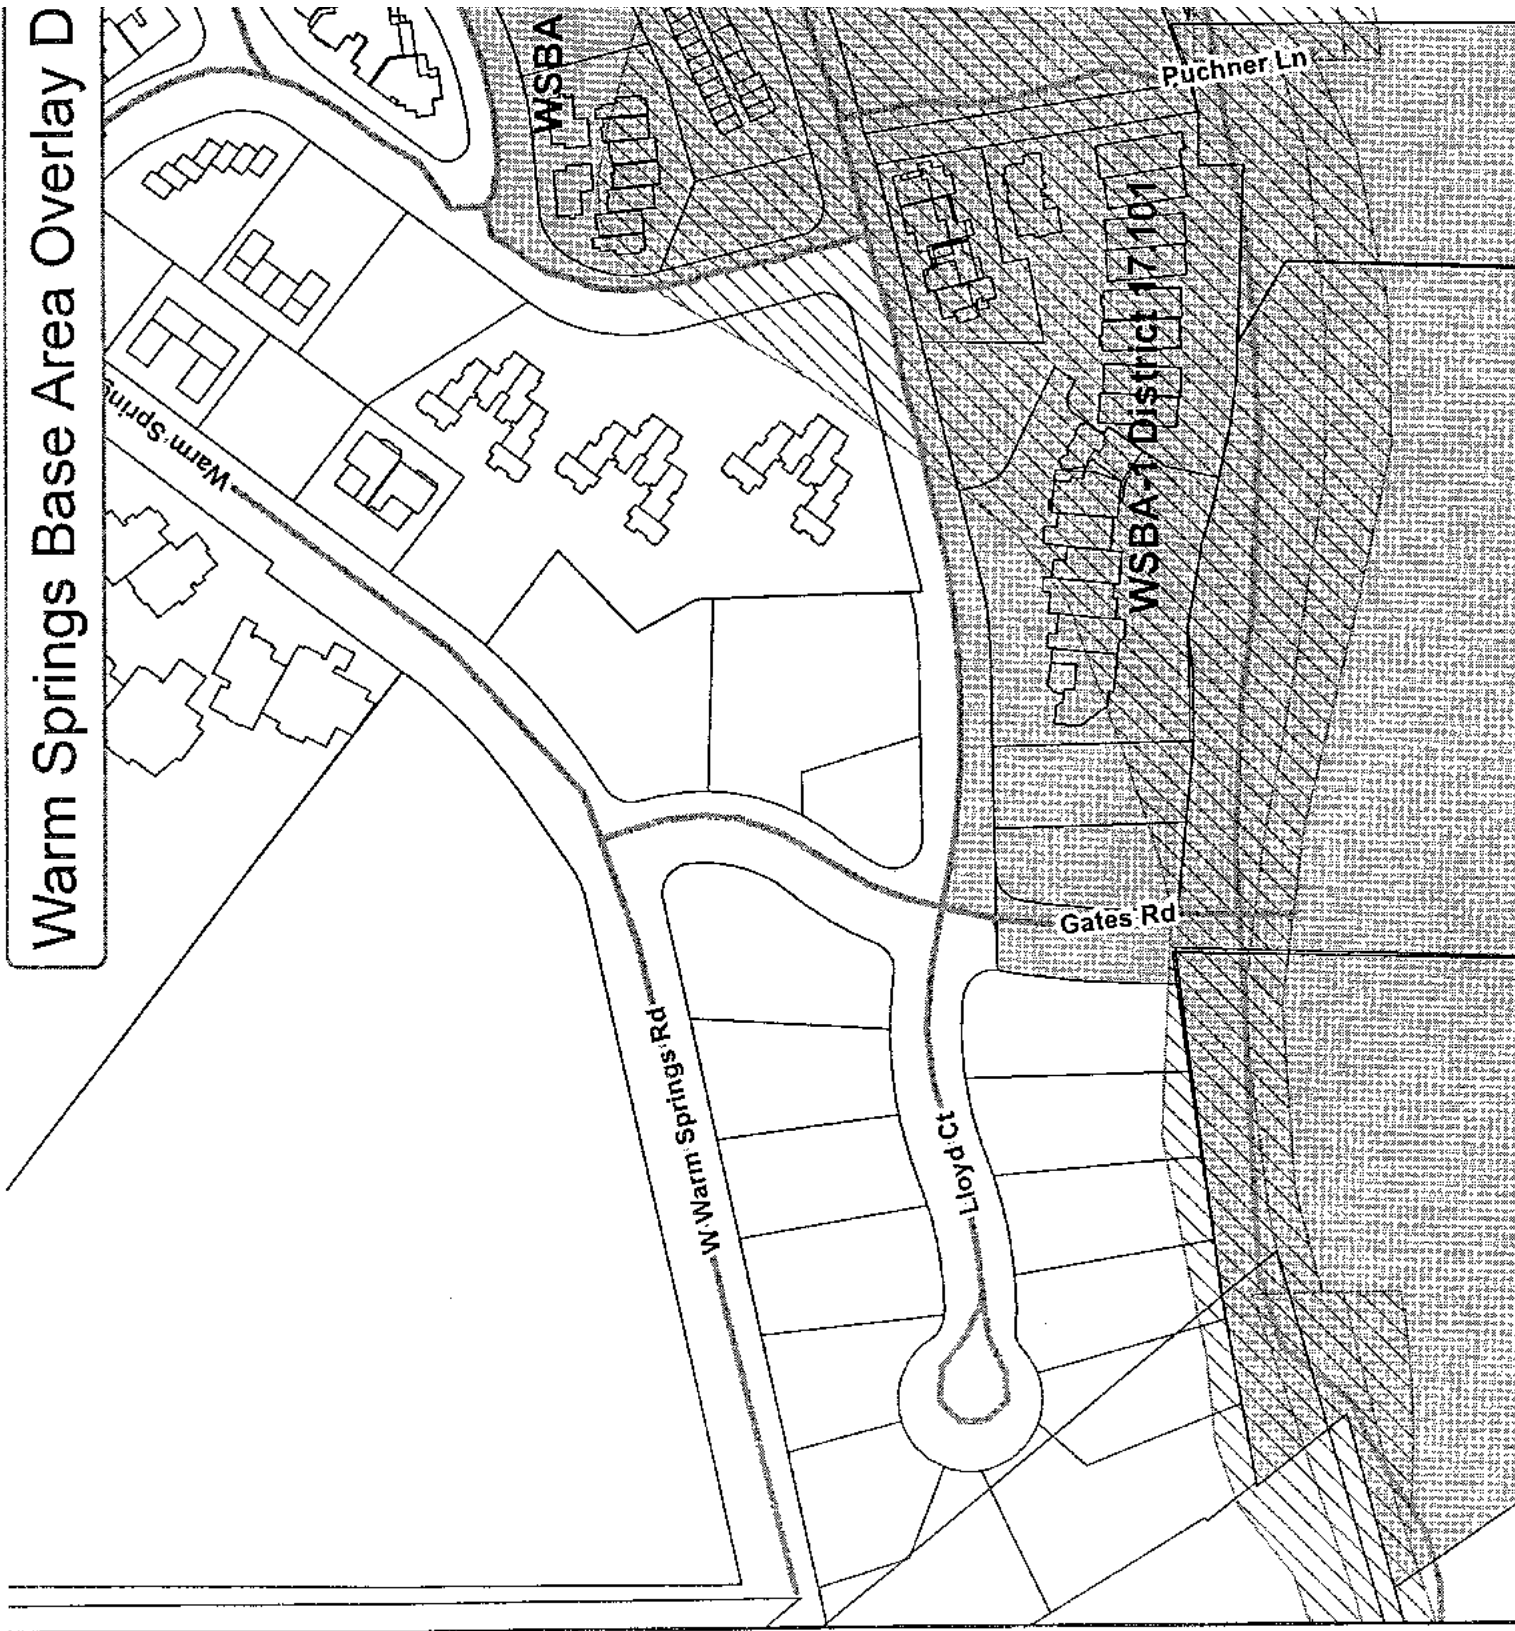 Warm Springs Base Area Overlay D
WSBA
Puchner Ln
WSBA-1 District 17.101
Warm Springs
Gates Rd
W Warm Springs Rd
Lloyd Ct